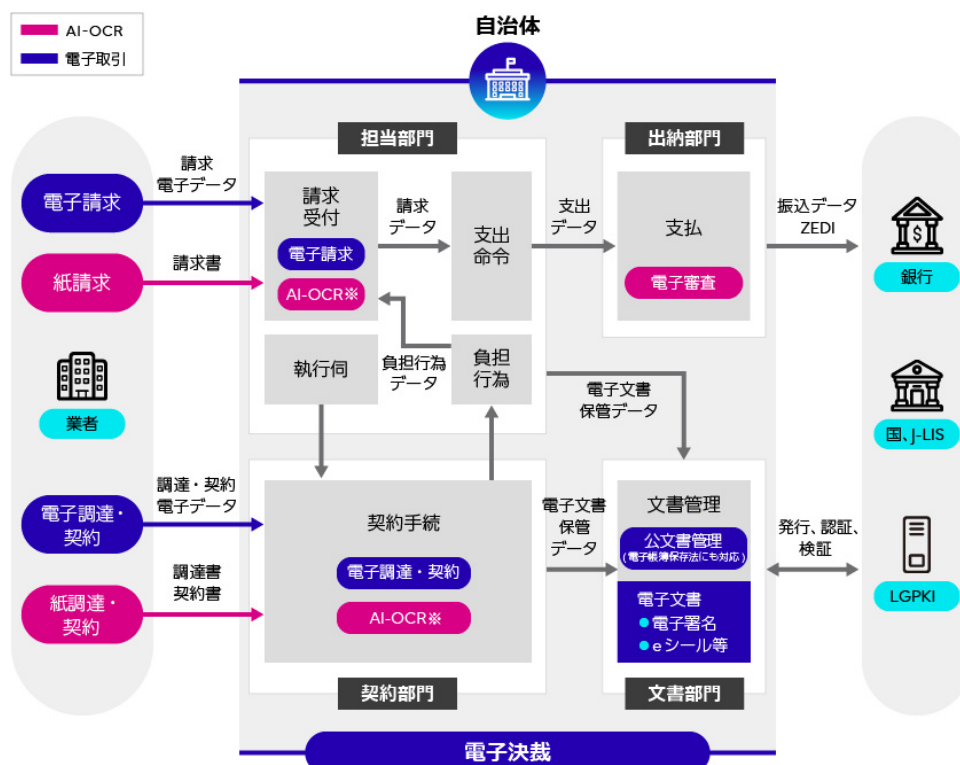 AI-OCR
電子取引
自治体
担当部門
出納部門
電子請求
請求
電子データ
請求
受付
電子請求
AI-OCR※
請求
データ
支出
命令
支出
データ
支払
電子審査
振込データ
ZEDI
銀行
紙請求
請求書
執行伺
負担行為
データ
負担
行為
電子文書
保管データ
業者
国、J-LIS
電子調達・
契約
調達・契約
電子データ
契約手続
電子調達・契約
AI-OCR※
電子文書
保管
データ
文書管理
公文書管理
(電子帳簿保存法にも対応)
電子文書
電子署名
eシール等
発行、認証、
検証
LGPKI
紙調達・
契約
調達書
契約書
契約部門
文書部門
電子決裁